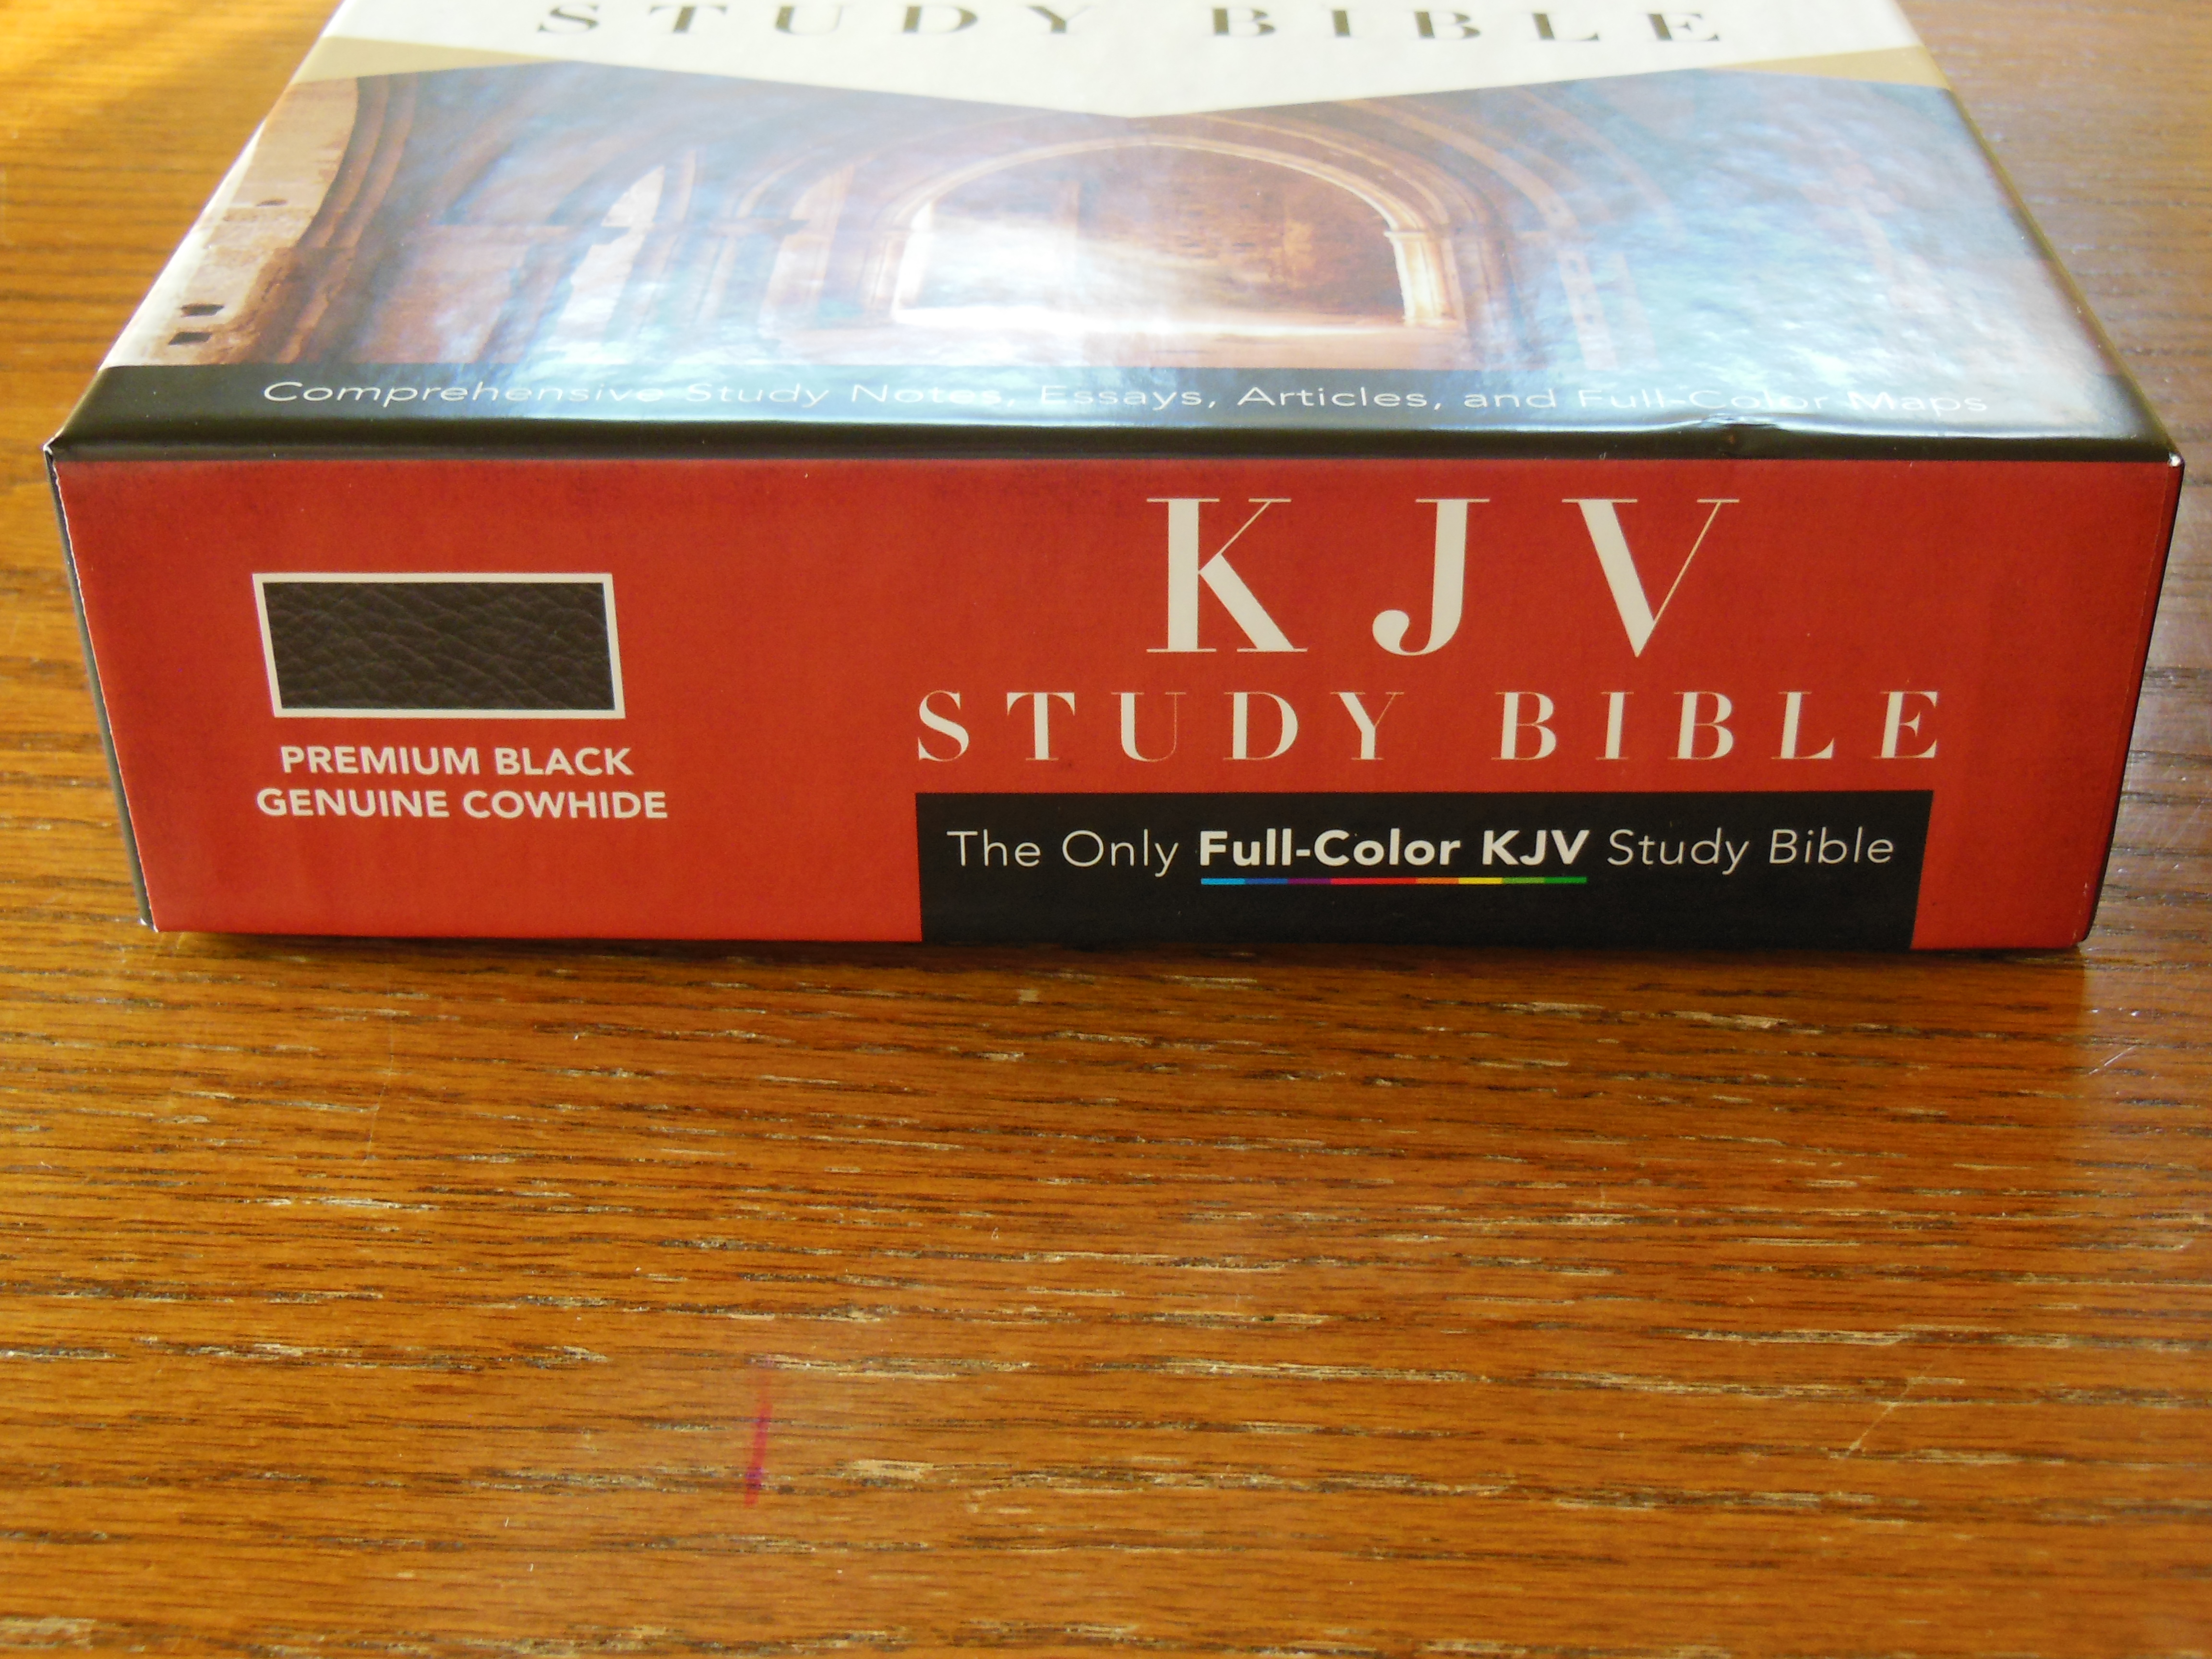 STUDY BIBLE
Comprehensive Study Notes, Essays, Articles, and Full-Color Maps
KJV
STUDY BIBLE
The Only Full-Color KJV Study Bible
PREMIUM BLACK
GENUINE COWHIDE